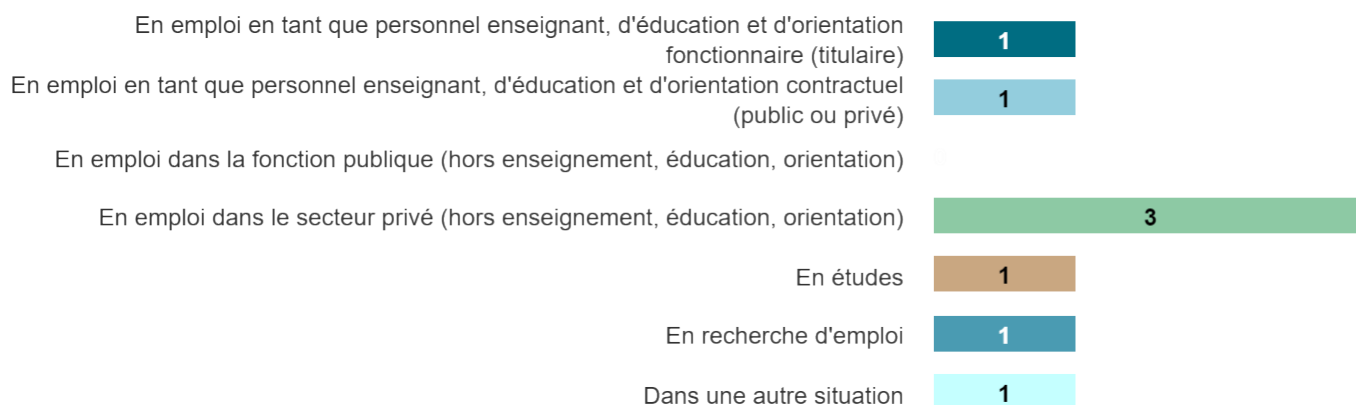 En emploi en tant que personnel enseignant, d'éducation et d'orientation
fonctionnaire (titulaire)
1
En emploi en tant que personnel enseignant, d'éducation et d'orientation contractuel
(public ou privé)
1
En emploi dans la fonction publique (hors enseignement, éducation, orientation)
En emploi dans le secteur privé (hors enseignement, éducation, orientation)
3
En études
1
En recherche d'emploi
1
Dans une autre situation
1